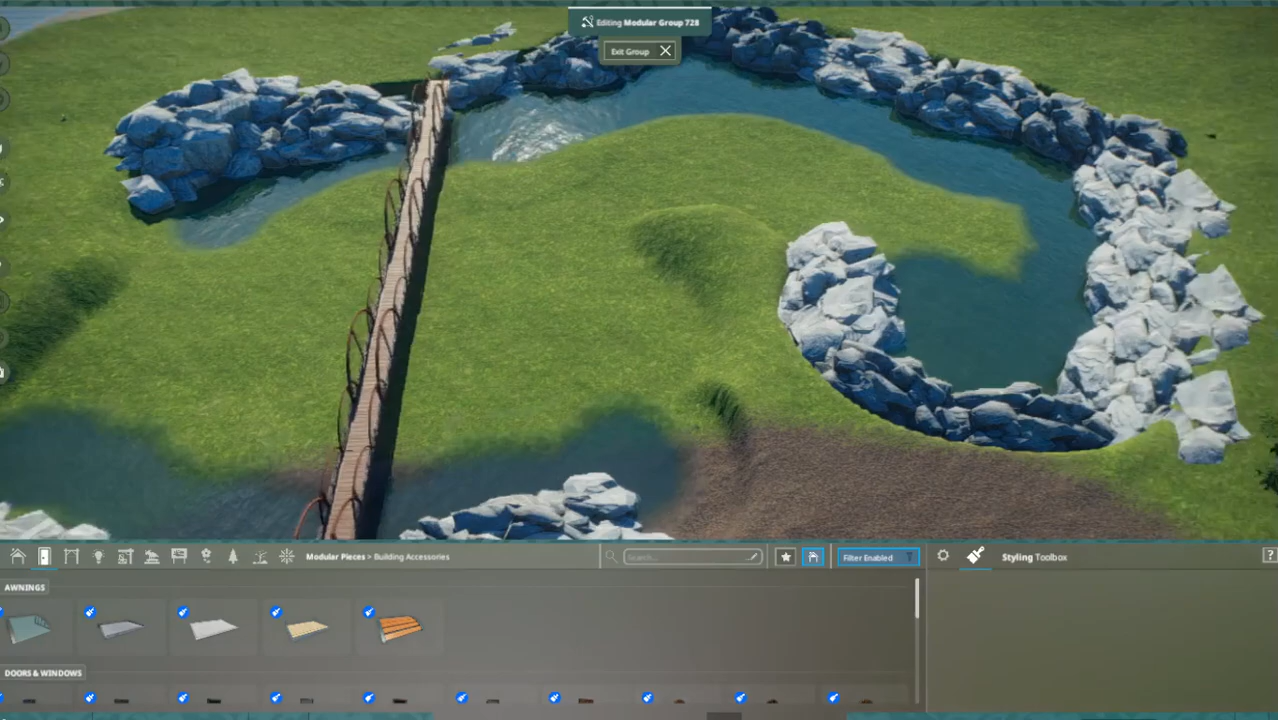 Editing Modular Group 728
Exit Group
Modular Pieces > Building Accessories
Search...
Filter Enabled
Styling Toolbox
?
AWNINGS
DOORS & WINDOWS